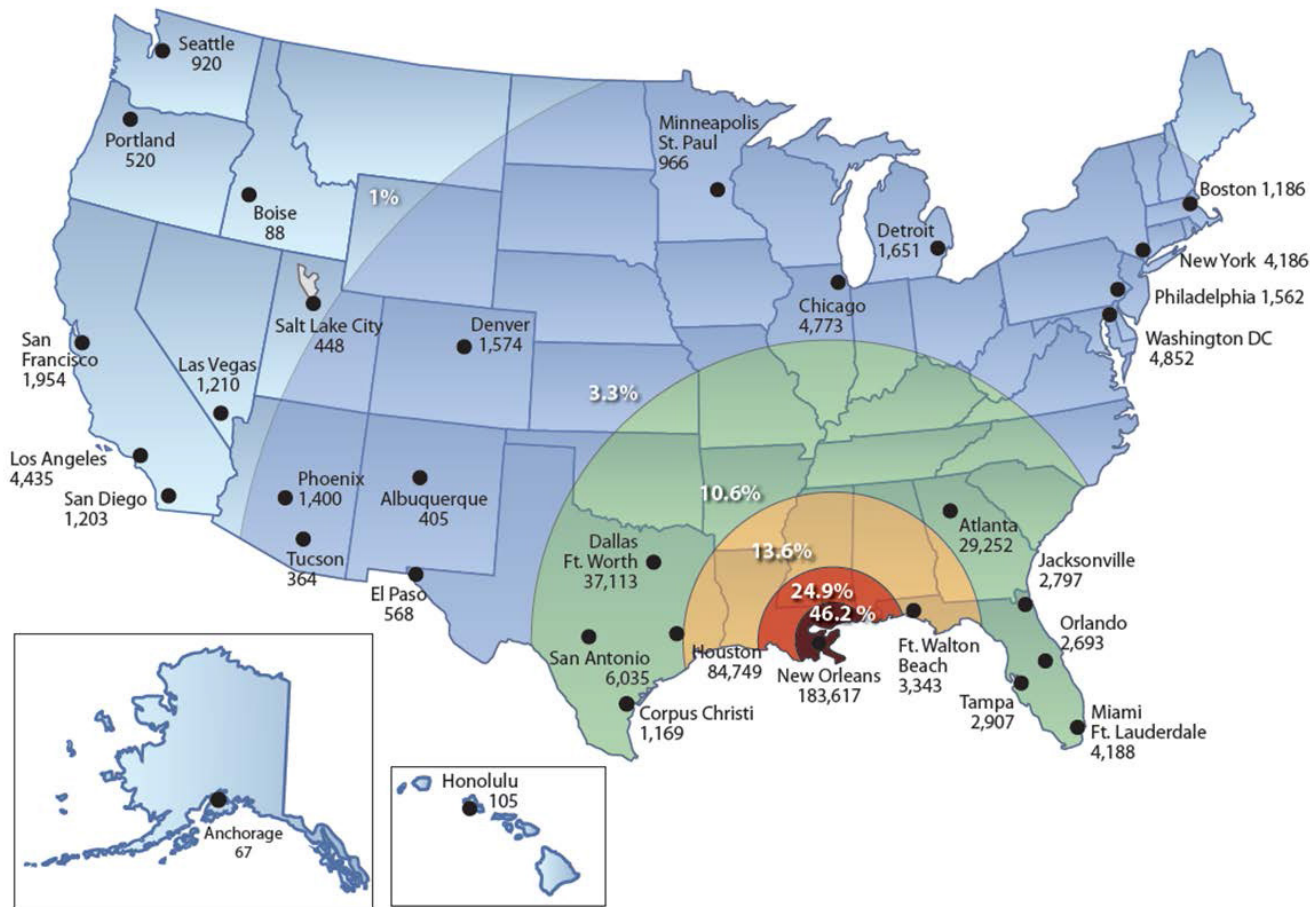 Seattle
920
Portland
520
Boise
88
1%
Minneapolis
St. Paul
966
Detroit
1,651
Boston 1,186
New York 4,186
Philadelphia 1,562
Washington DC
4,852
Chicago
4,773
Salt Lake City
448
Denver
1,574
San
Francisco
1,954
Las Vegas
1,210
3.3%
Los Angeles
4,435
San Diego
1,203
Phoenix
1,400
Albuquerque
405
Tucson
364
El Paso
568
10.6%
13.6%
24.9%
46.2 %
Dallas
Ft. Worth
37,113
Atlanta
29,252
Jacksonville
2,797
Orlando
2,693
San Antonio
6,035
Houston
84,749
New Orleans
183,617
Ft. Walton
Beach
3,343
Tampa
2,907
Miami
Ft. Lauderdale
4,188
Corpus Christi
1,169
Honolulu
105
Anchorage
67